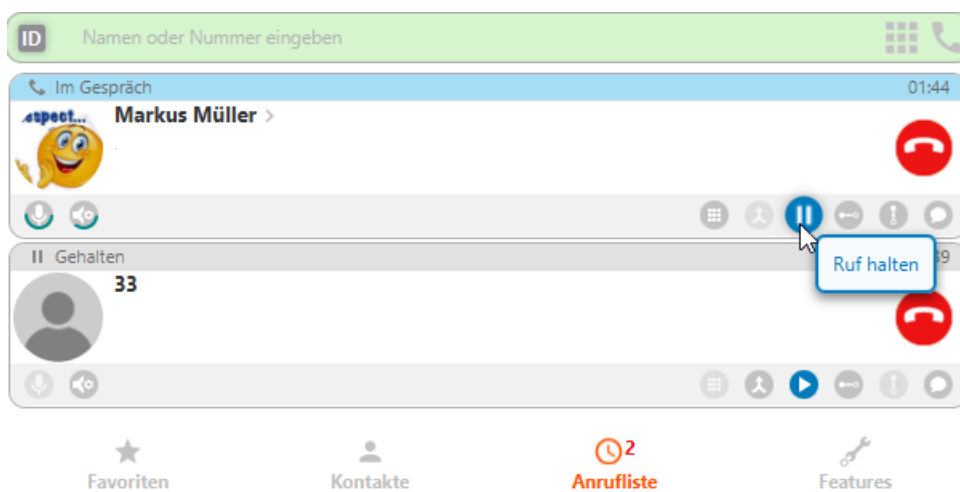 ID Namen oder Nummer eingeben
Im Gespräch 01:44
Markus Müller
Gehalten
33
Ruf halten
Favoriten Kontakte 2 Anrufliste Features